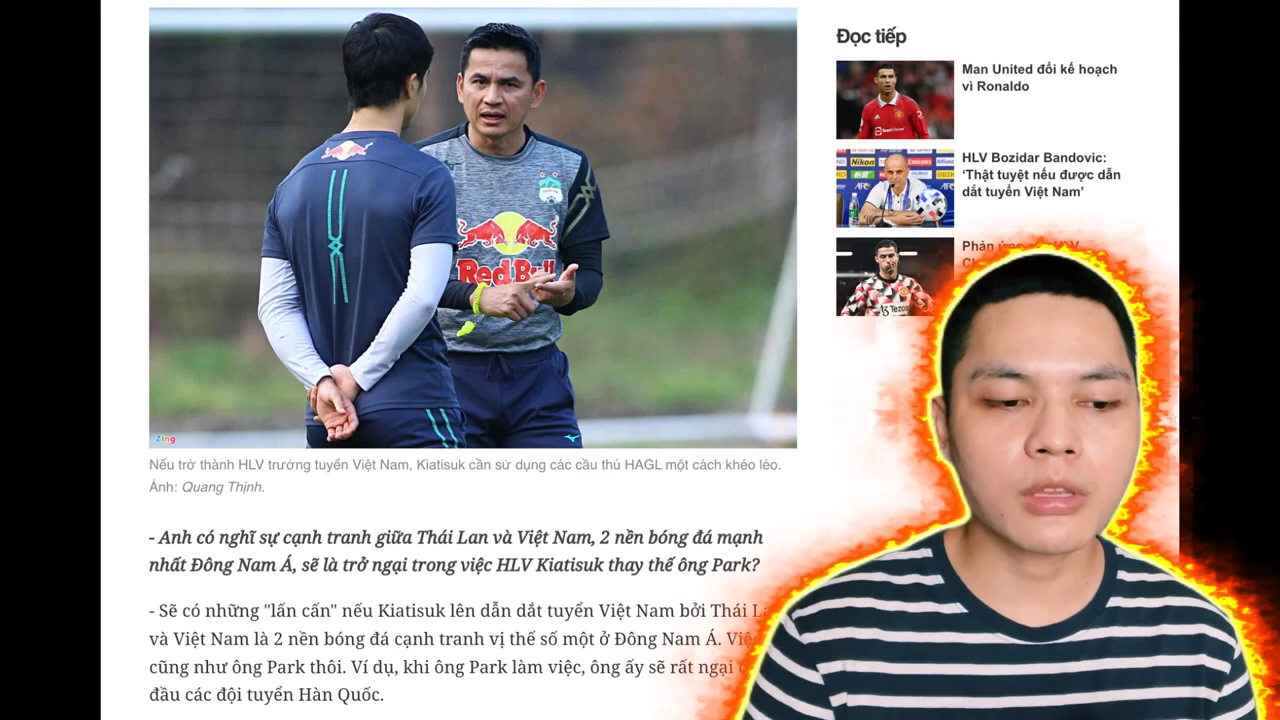 Đọc tiếp
Man United đổi kế hoạch
vì Ronaldo
HLV Bozidar Bandovic:
‘Thật tuyệt nếu được dẫn
dắt tuyển Việt Nam’
Phản ứng
Nikon
Emirates
Tezos
Red Bull
Zing
Nếu trở thành HLV trưởng tuyển Việt Nam, Kiatisuk cần sử dụng các cầu thủ HAGL một cách khéo léo.
Ảnh: Quang Thịnh.
- Anh có nghĩ sự cạnh tranh giữa Thái Lan và Việt Nam, 2 nền bóng đá mạnh
nhất Đông Nam Á, sẽ là trở ngại trong việc HLV Kiatisuk thay thế ông Park?
- Sẽ có những "lấn cấn" nếu Kiatisuk lên dẫn dắt tuyển Việt Nam bởi Thái
và Việt Nam là 2 nền bóng đá cạnh tranh vị thế số một ở Đông Nam Á.
cũng như ông Park thôi. Ví dụ, khi ông Park làm việc, ông ấy sẽ rất ngại
đầu các đội tuyển Hàn Quốc.